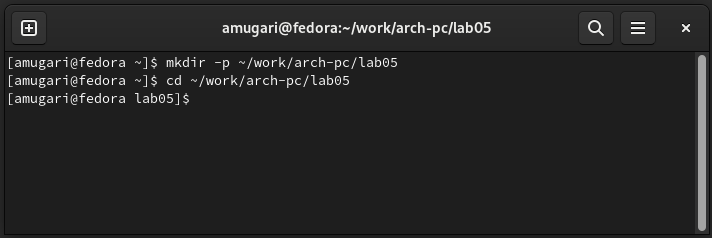 amugari@fedora:~/work/arch-pc/lab05
[amugari@fedora ~]$ mkdir -p ~/work/arch-pc/lab05
[amugari@fedora ~]$ cd ~/work/arch-pc/lab05
[amugari@fedora lab05]$